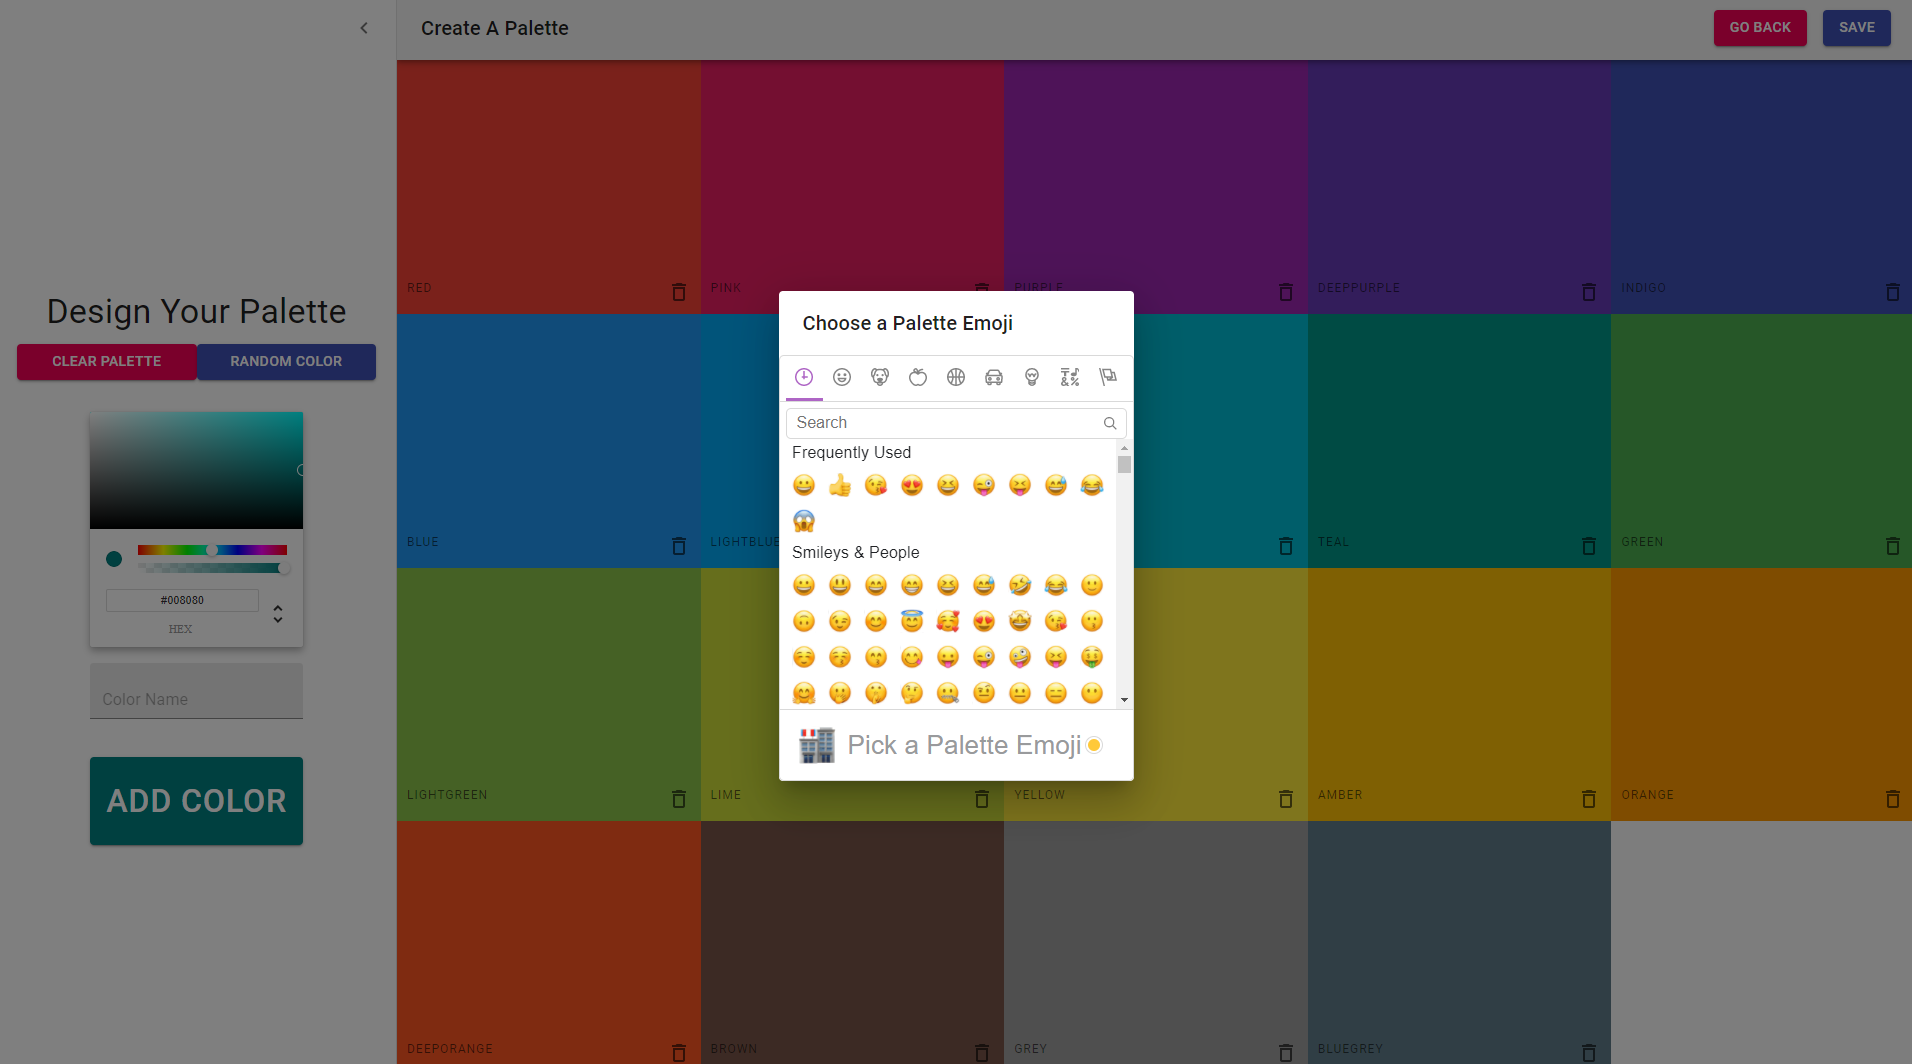 Create A Palette
GO BACK
SAVE
Design Your Palette
CLEAR PALETTE
RANDOM COLOR
#008080
HEX
Color Name
ADD COLOR
RED
PINK
PURPLE
DEEPPURPLE
INDIGO
BLUE
LIGHTBLUE
TEAL
GREEN
LIGHTGREEN
LIME
YELLOW
AMBER
ORANGE
DEEPORANGE
BROWN
GREY
BLUEGREY
Choose a Palette Emoji
Search
Frequently Used
Smileys & People
Pick a Palette Emoji